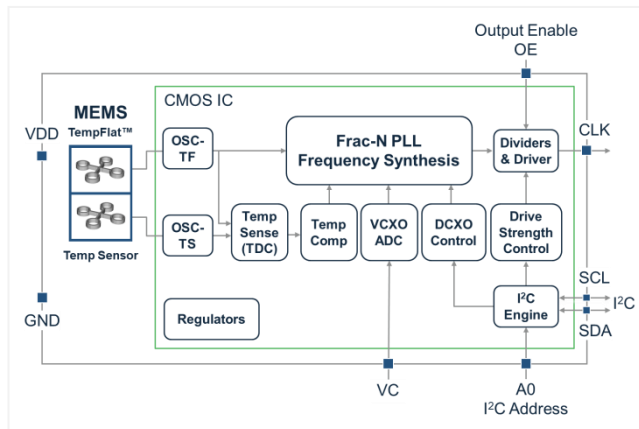 Output Enable
OE
CMOS IC
MEMS
TempFlat™
VDD
CLK
OSC-
TF
Frac-N PLL
Frequency Synthesis
Dividers
& Driver
OSC-
TS
Temp
Sense
(TDC)
Temp
Comp
VCXO
ADC
DCXO
Control
Drive
Strength
Control
Temp Sensor
SCL
I²C
SDA
I²C
Engine
GND
Regulators
VC
A0
I²C Address